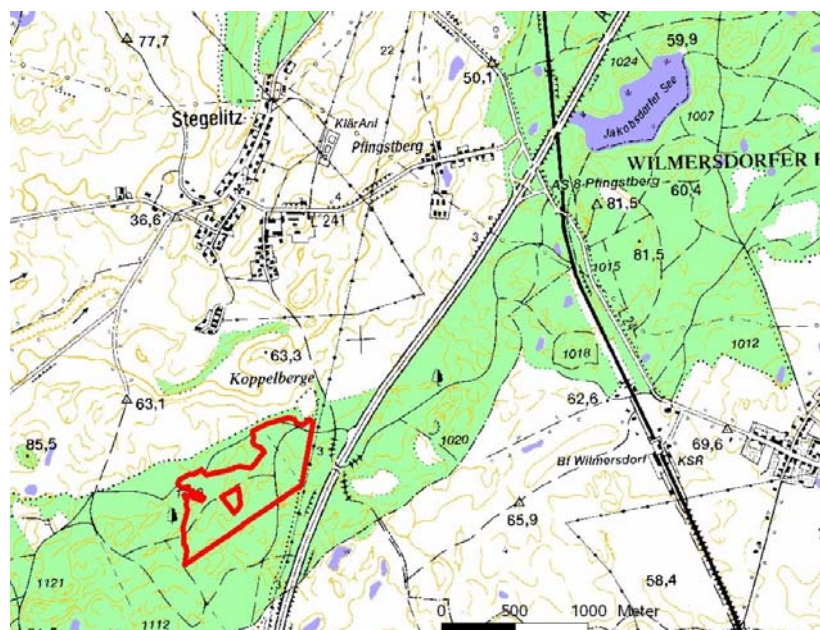 77,7
22
A
59,9
1024
50,1
Stegelitz
KlärAnl
Jakobsdorfer See
1007
Pfingstberg
WILMERSDORFER F
4
AS 8-Pfingstberg
60,4
36,6
L 241
81,5
3
81,5
1015
L 241
63,3
1018
1012
Koppelberge
63,1
62,6
69,6
85,5
3
1020
Bf Wilmersdorf
KSR
65,9
58,4
1121
0 500 1000 Meter
1112